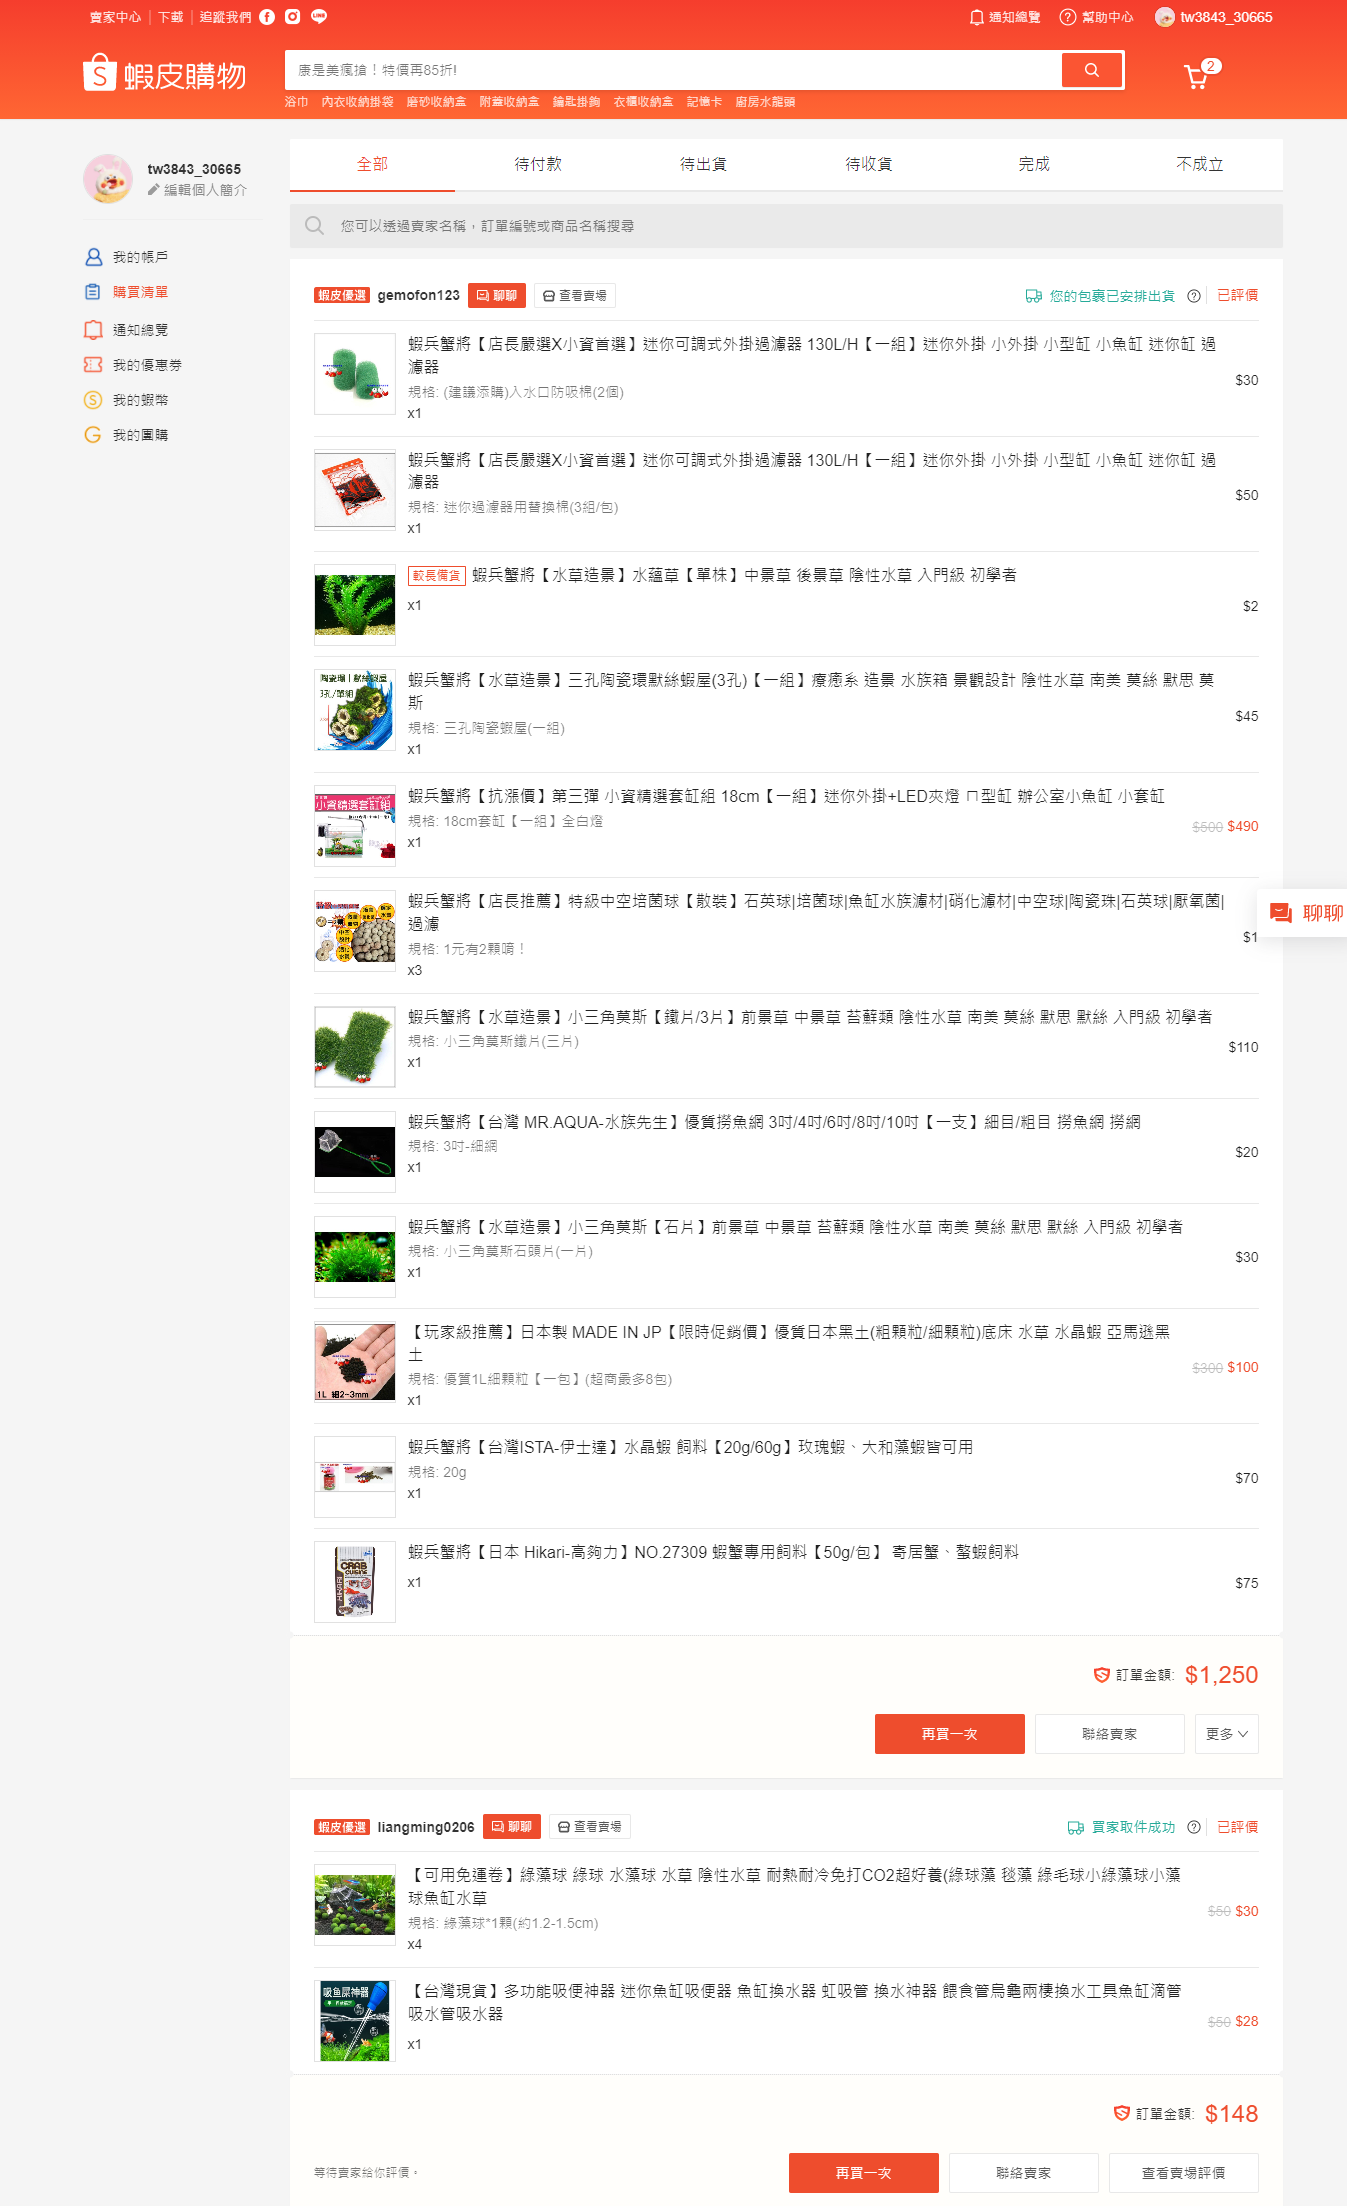 賣家中心 | 下載 | 追蹤我們
通知總覽 幫助中心 tw3843_30665
蝦皮購物
康是美瘋搶！特價再85折!
2
浴巾 內衣收納掛袋 磨砂收納盒 附蓋收納盒 鑰匙掛鉤 衣櫃收納盒 記憶卡 廚房水龍頭
tw3843_30665
編輯個人簡介
我的帳戶
購買清單
通知總覽
我的優惠券
我的蝦幣
我的團購
全部 待付款 待出貨 待收貨 完成 不成立
您可以透過賣家名稱，訂單編號或商品名稱搜尋
蝦皮優選 gemofon123 聊聊 查看賣場 您的包裹已安排出貨 已評價
蝦兵蟹將【店長嚴選X小資首選】迷你可調式外掛過濾器 130L/H【一組】迷你外掛 小外掛 小型缸 小魚缸 迷你缸 過
濾器
規格: (建議添購)入水口防吸棉(2個)
x1
$30
蝦兵蟹將【店長嚴選X小資首選】迷你可調式外掛過濾器 130L/H【一組】迷你外掛 小外掛 小型缸 小魚缸 迷你缸 過
濾器
規格: 迷你過濾器用替換棉(3組/包)
x1
$50
較長備貨 蝦兵蟹將【水草造景】水蘊草【單株】中景草 後景草 陰性水草 入門級 初學者
x1
$2
蝦兵蟹將【水草造景】三孔陶瓷環默絲蝦屋(3孔)【一組】療癒系 造景 水族箱 景觀設計 陰性水草 南美 莫絲 默思 莫
斯
規格: 三孔陶瓷蝦屋(一組)
x1
$45
蝦兵蟹將【抗漲價】第三彈 小資精選套缸組 18cm【一組】迷你外掛+LED夾燈 ㄇ型缸 辦公室小魚缸 小套缸
規格: 18cm套缸【一組】全白燈
x1
$500 $490
小資精選套缸組
蝦兵蟹將【店長推薦】特級中空培菌球【散裝】石英球|培菌球|魚缸水族濾材|硝化濾材|中空球|陶瓷珠|石英球|厭氧菌|
過濾
規格: 1元有2顆唷！
x3
$1
聊聊
蝦兵蟹將【水草造景】小三角莫斯【鐵片/3片】前景草 中景草 苔蘚類 陰性水草 南美 莫絲 默思 默絲 入門級 初學者
規格: 小三角莫斯鐵片(三片)
x1
$110
蝦兵蟹將【台灣 MR.AQUA-水族先生】優質撈魚網 3吋/4吋/6吋/8吋/10吋【一支】細目/粗目 撈魚網 撈網
規格: 3吋-細網
x1
$20
蝦兵蟹將【水草造景】小三角莫斯【石片】前景草 中景草 苔蘚類 陰性水草 南美 莫絲 默思 默絲 入門級 初學者
規格: 小三角莫斯石頭片(一片)
x1
$30
【玩家級推薦】日本製 MADE IN JP【限時促銷價】優質日本黑土(粗顆粒/細顆粒)底床 水草 水晶蝦 亞馬遜黑
土
規格: 優質1L細顆粒【一包】(超商最多8包)
x1
$300 $100
1L 細2~3mm
蝦兵蟹將【台灣ISTA-伊士達】水晶蝦 飼料【20g/60g】玫瑰蝦、大和藻蝦皆可用
規格: 20g
x1
$70
蝦兵蟹將【日本 Hikari-高夠力】NO.27309 蝦蟹專用飼料【50g/包】 寄居蟹、螯蝦飼料
x1
$75
CRAB
CUISINE
訂單金額: $1,250
再買一次 聯絡賣家 更多
蝦皮優選 liangming0206 聊聊 查看賣場 買家取件成功 已評價
【可用免運卷】綠藻球 綠球 水藻球 水草 陰性水草 耐熱耐冷免打CO2超好養(綠球藻 毯藻 綠毛球小綠藻球小藻
球魚缸水草
規格: 綠藻球*1顆(約1.2-1.5cm)
x4
$50 $30
【台灣現貨】多功能吸便神器 迷你魚缸吸便器 魚缸換水器 虹吸管 換水神器 餵食管烏龜兩棲換水工具魚缸滴管
吸水管吸水器
x1
$50 $28
吸魚屎神器
訂單金額: $148
等待賣家給你評價。
再買一次 聯絡賣家 查看賣場評價